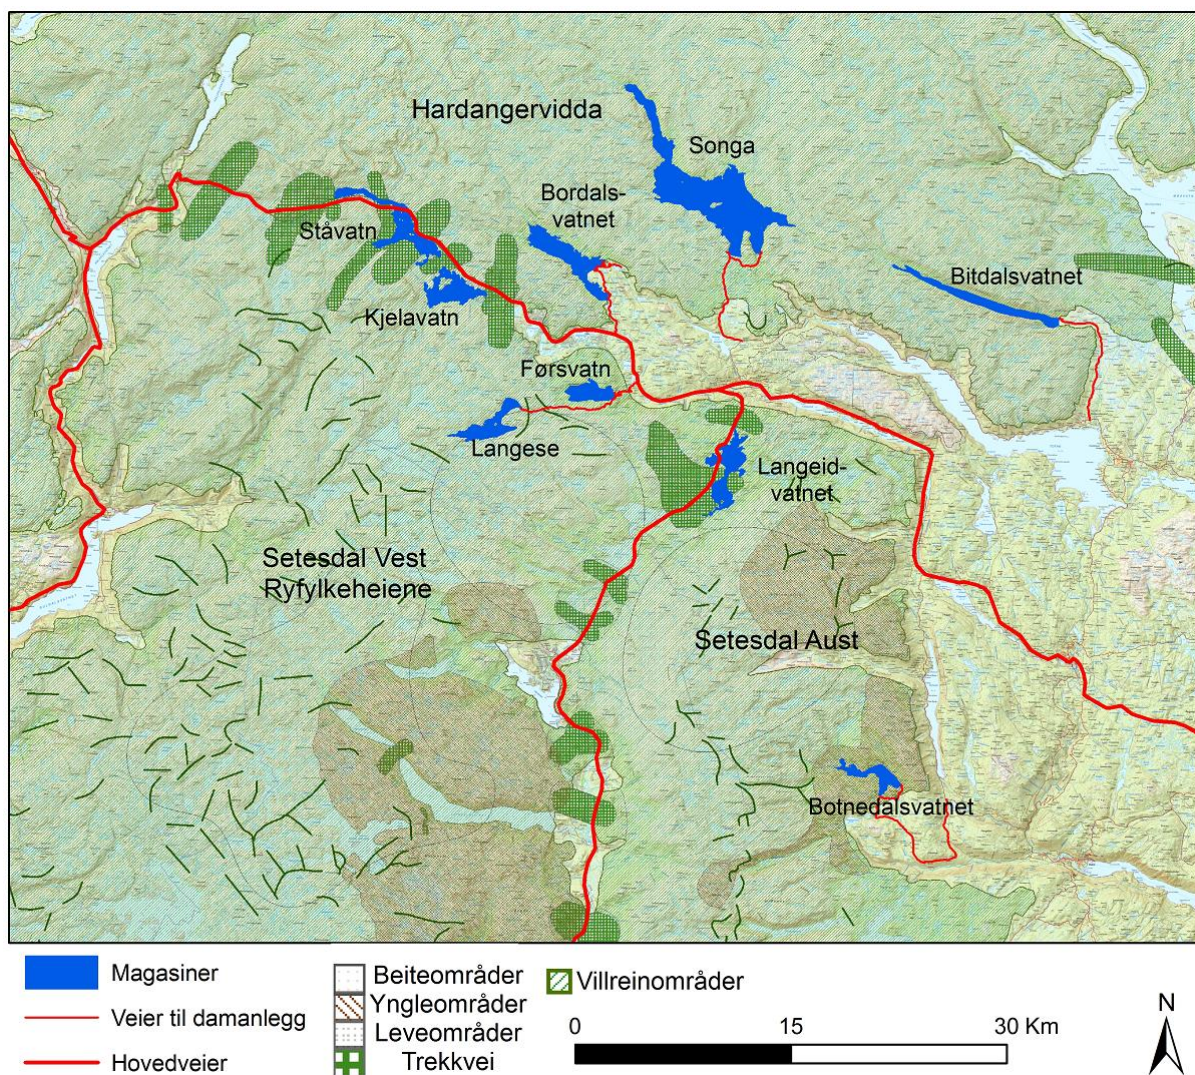 Hardangervidda
Songa
Bordals-
vatnet
Ståvatn
Bitdalsvatnet
Kjelavatn
Førsvatn
Langese
Langeid-
vatnet
Setesdal Vest
Ryfylkeheiene
Setesdal Aust
Botnedalsvatnet
Magasiner
Veier til damanlegg
Hovedveier
Beiteområder
Yngleområder
Leveområder
Trekkvei
Villreinområder
0 15 30 Km
N